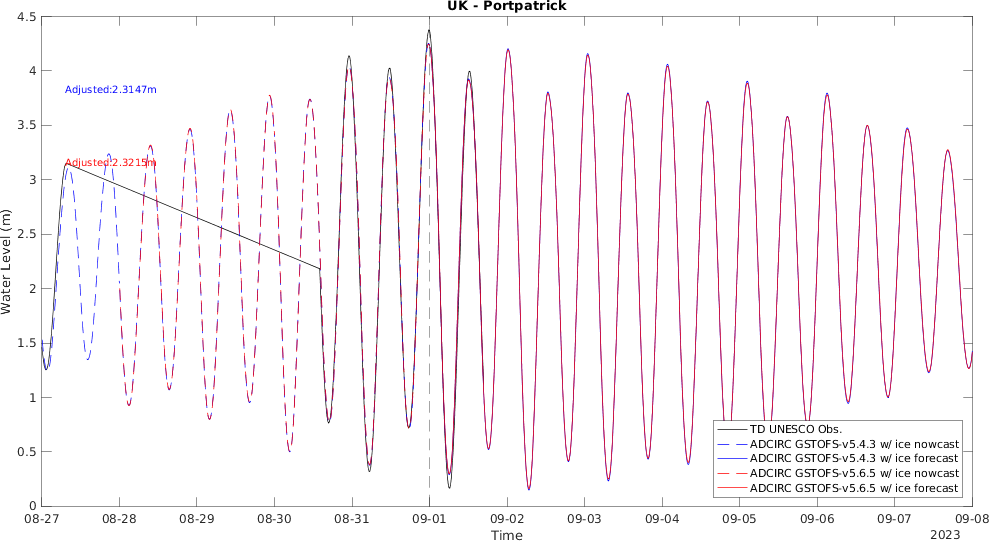 UK - Portpatrick
4.5
4
3.5
3
2.5
2
1.5
1
0.5
0
Water Level (m)
Adjusted:2.3147m
Adjusted:2.3215m
TD UNESCO Obs.
ADCIRC GSTOFS-v5.4.3 w/ ice nowcast
ADCIRC GSTOFS-v5.4.3 w/ ice forecast
ADCIRC GSTOFS-v5.6.5 w/ ice nowcast
ADCIRC GSTOFS-v5.6.5 w/ ice forecast
08-27 08-28 08-29 08-30 08-31 09-01 09-02 09-03 09-04 09-05 09-06 09-07 09-08
Time
2023